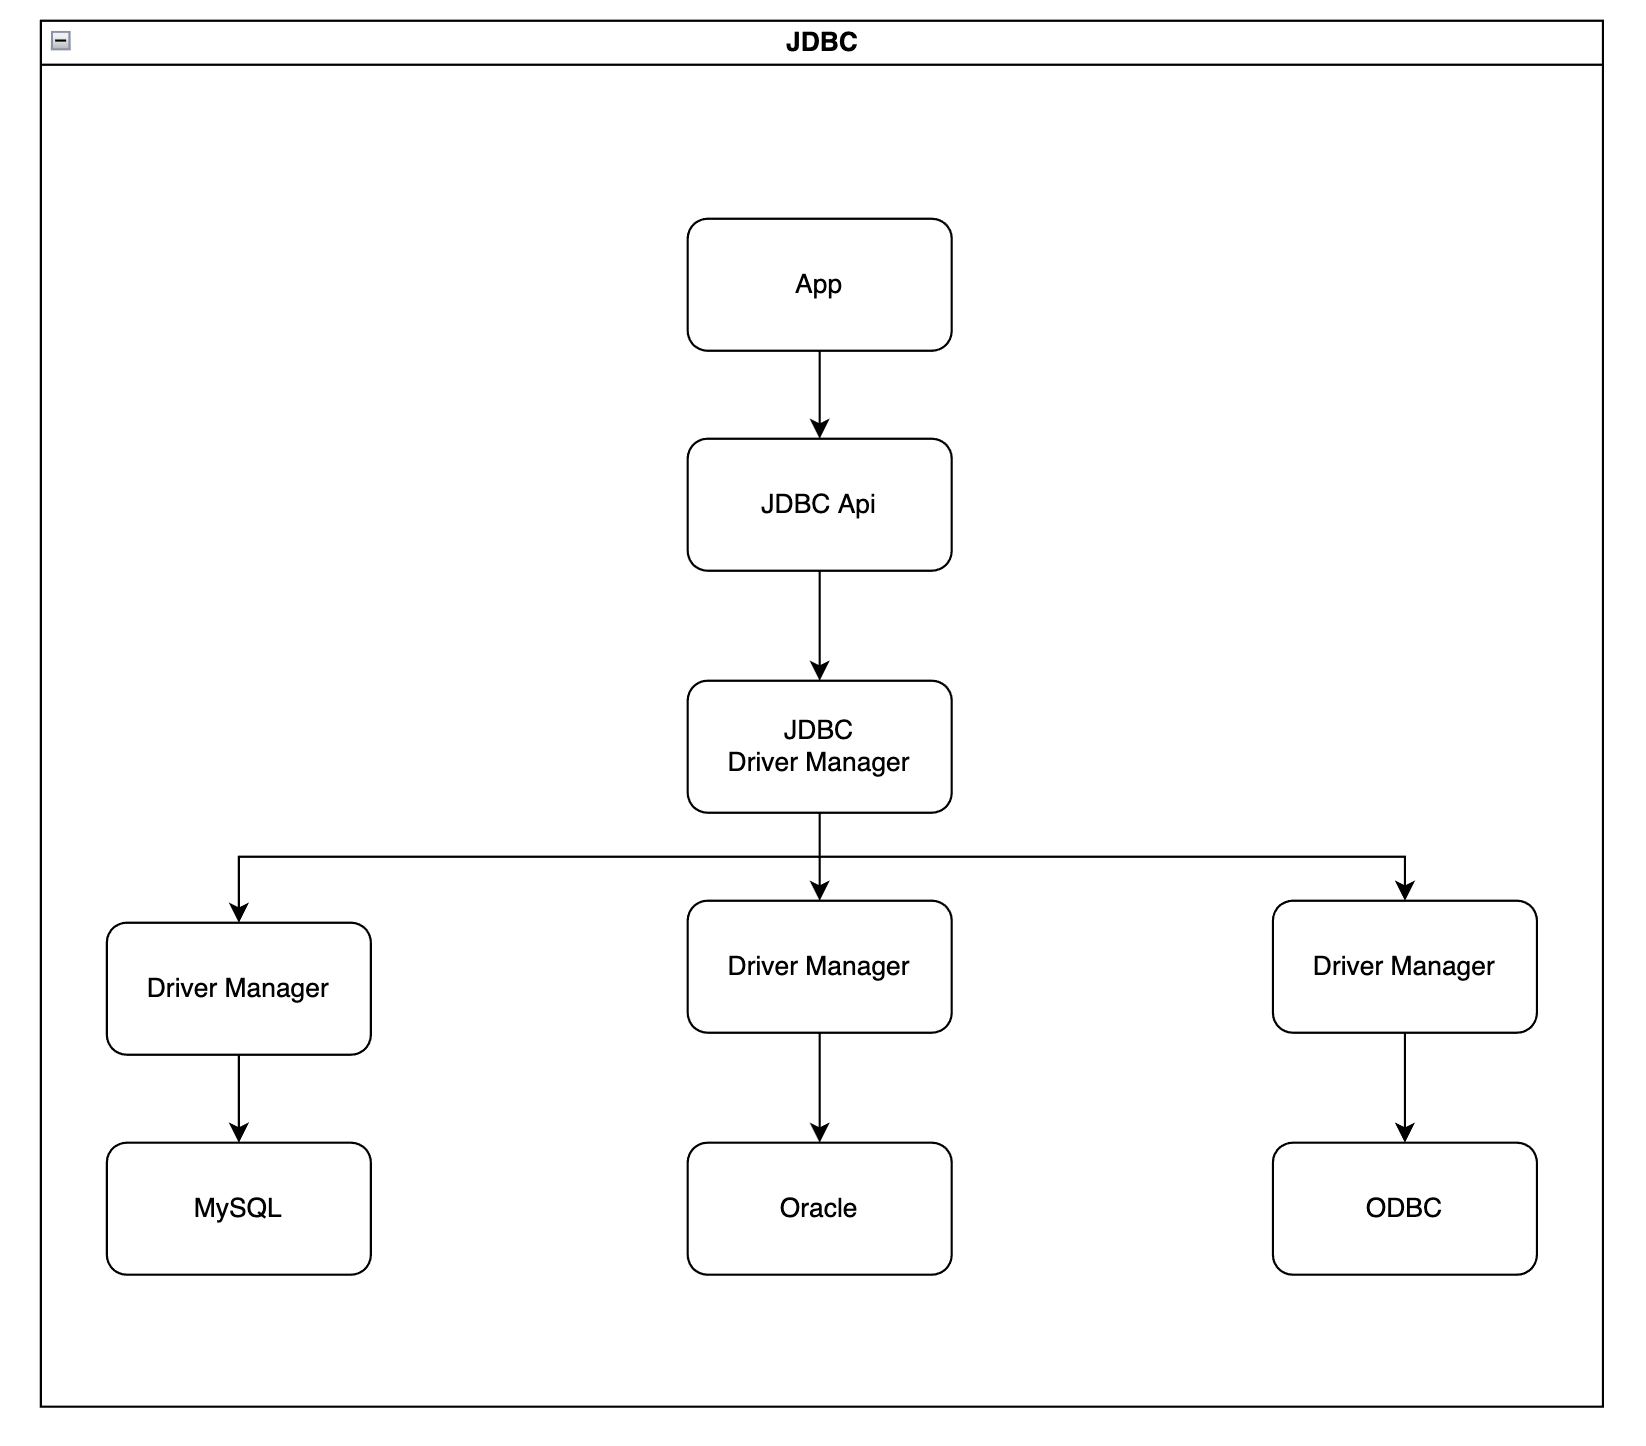 JDBC
App
JDBC Api
JDBC
Driver Manager
Driver Manager
Driver Manager
Driver Manager
MySQL
Oracle
ODBC